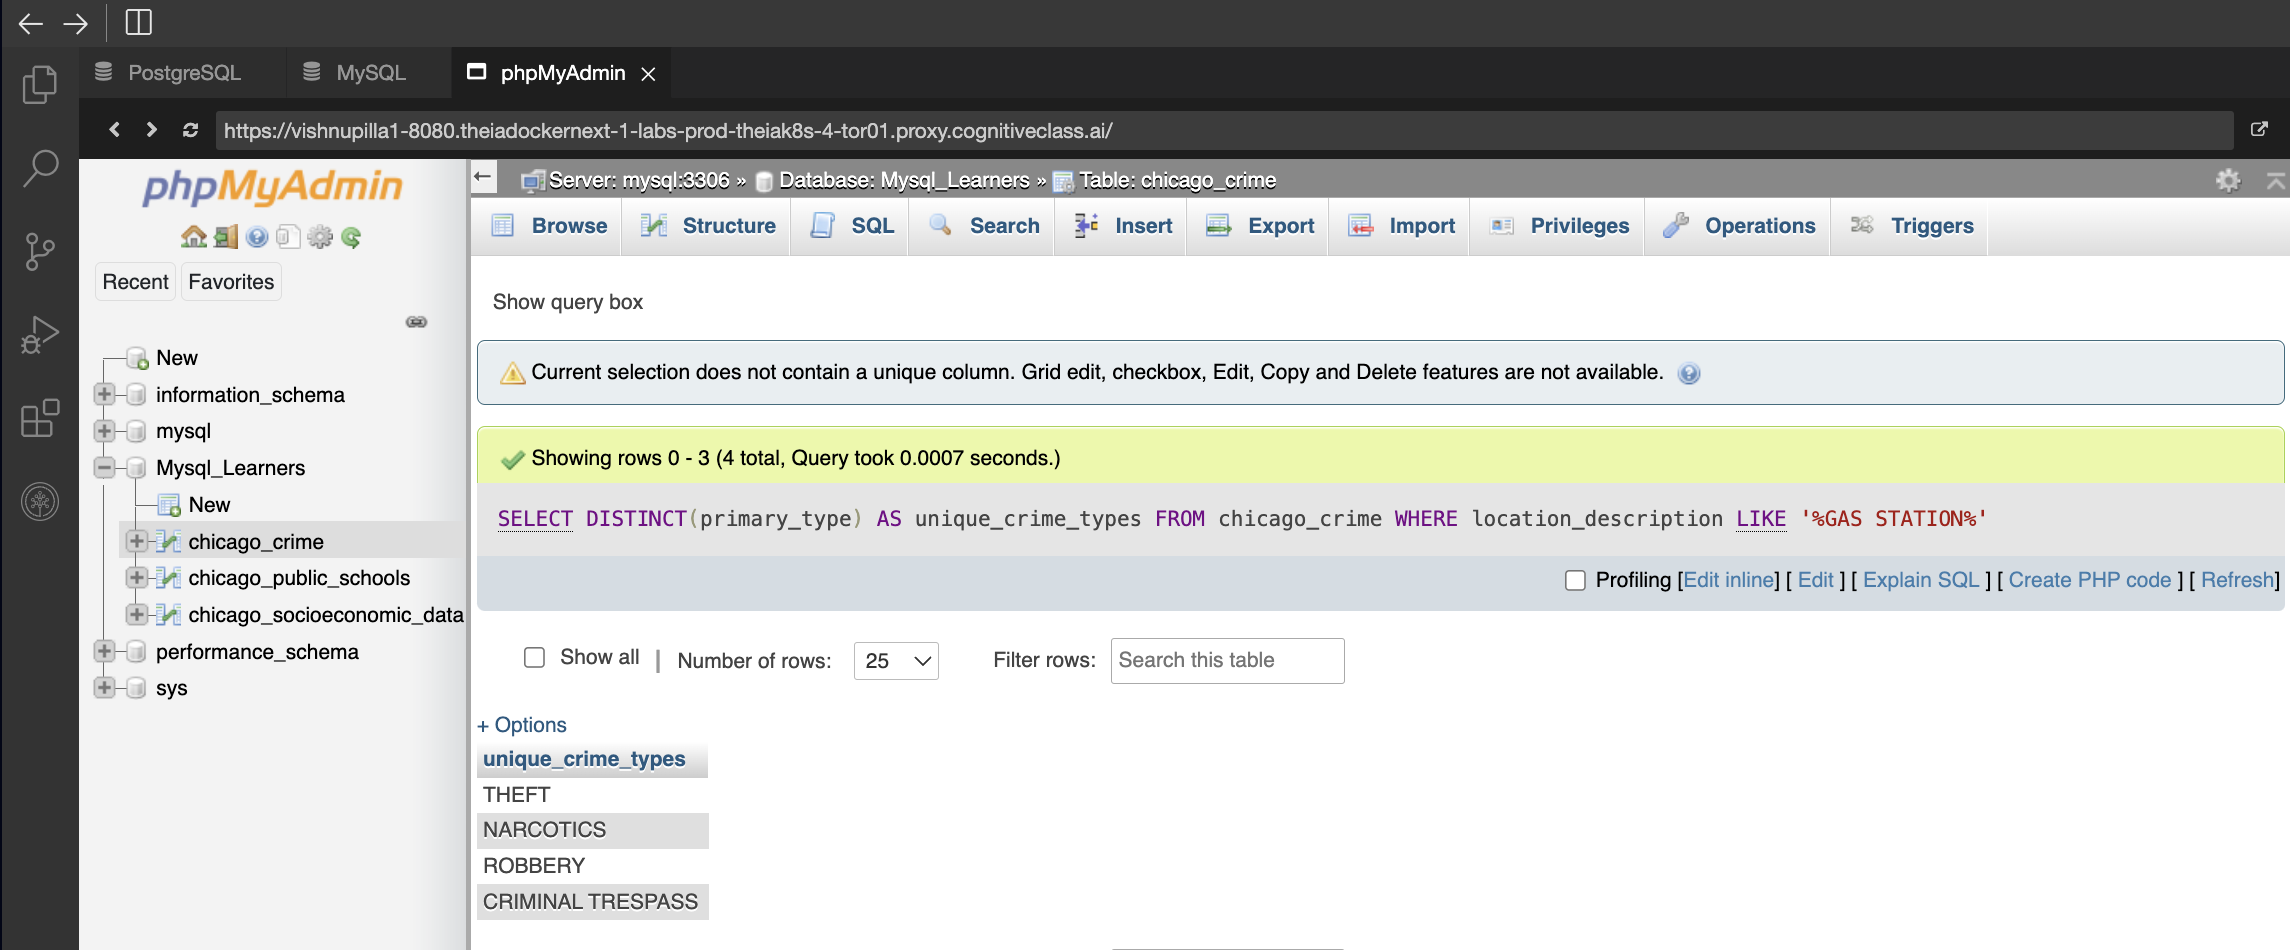 PostgreSQL
MySQL
phpMyAdmin
https://vishnupilla1-8080.theiadockernext-1-labs-prod-theiak8s-4-tor01.proxy.cognitiveclass.ai/
phpMyAdmin
Recent
Favorites
New
information_schema
mysql
Mysql_Learners
New
chicago_crime
chicago_public_schools
chicago_socioeconomic_data
performance_schema
sys
Server: mysql:3306 » Database: Mysql_Learners » Table: chicago_crime
Browse
Structure
SQL
Search
Insert
Export
Import
Privileges
Operations
Triggers
Show query box
Current selection does not contain a unique column. Grid edit, checkbox, Edit, Copy and Delete features are not available.
Showing rows 0 - 3 (4 total, Query took 0.0007 seconds.)
SELECT DISTINCT(primary_type) AS unique_crime_types FROM chicago_crime WHERE location_description LIKE '%GAS STATION%'
Profiling [Edit inline] [ Edit ] [ Explain SQL ] [ Create PHP code ] [ Refresh]
Show all | Number of rows: 25 Filter rows: Search this table
+ Options
unique_crime_types
THEFT
NARCOTICS
ROBBERY
CRIMINAL TRESPASS